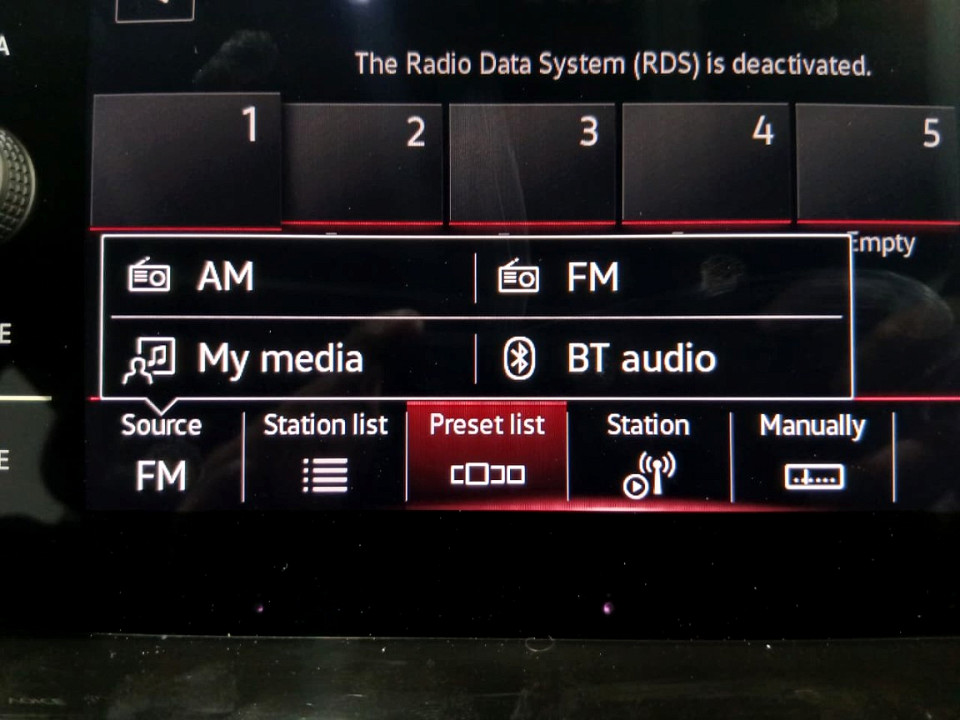 A
The Radio Data System (RDS) is deactivated.
1 2 3 4 5
Empty
AM FM
E
My media BT audio
Source Station list Preset list Station Manually
E
FM